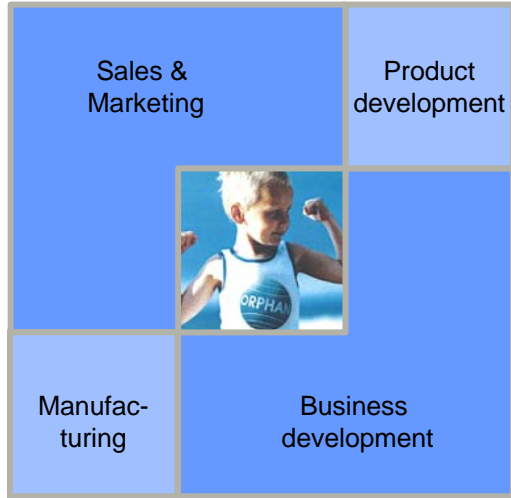 Sales &
Marketing
Product
development
ORPHAN
Manufac-
turing
Business
development